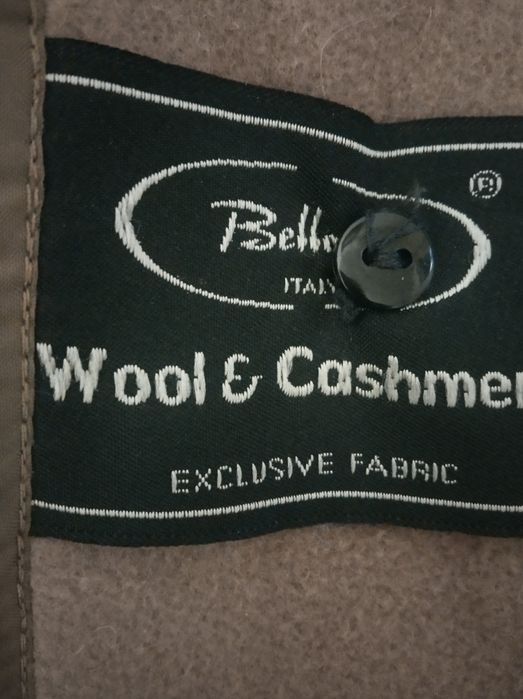 ®
ITALY
Wool & Cashmer
EXCLUSIVE FABRIC